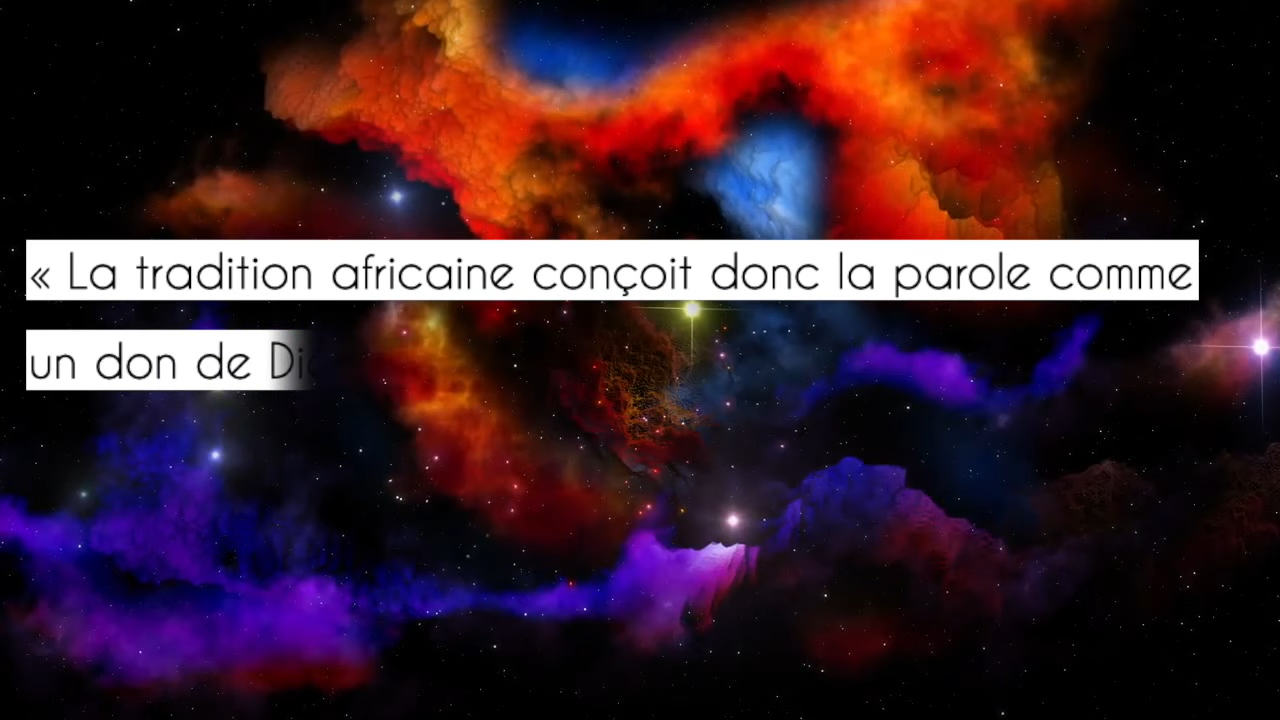 « La tradition africaine conçoit donc la parole comme
un don de